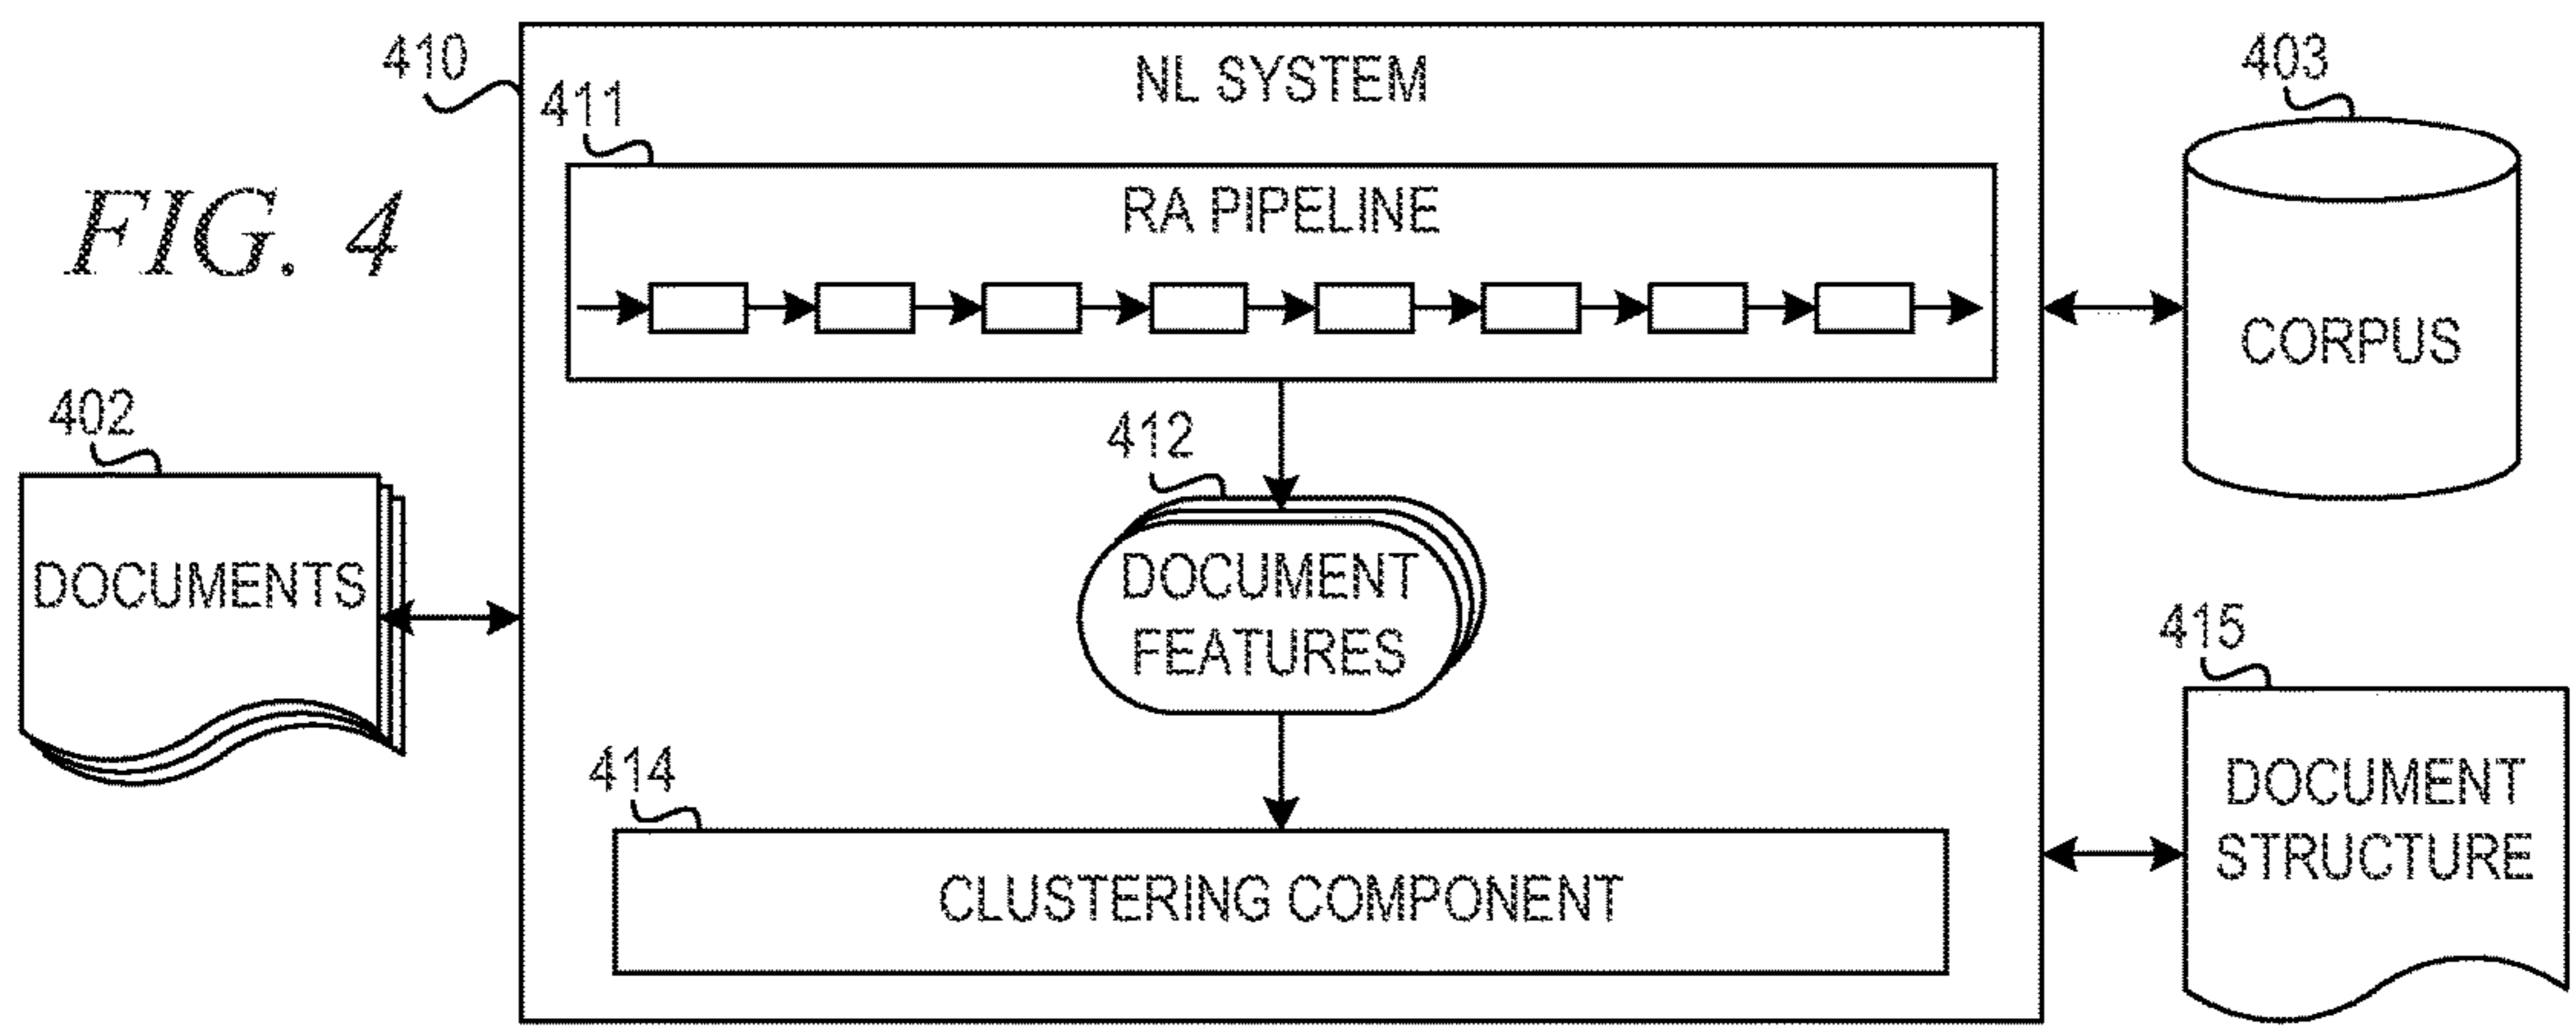 FIG. 4
410
NL SYSTEM
411
RA PIPELINE
403
CORPUS
402
DOCUMENTS
412
DOCUMENT
FEATURES
414
CLUSTERING COMPONENT
415
DOCUMENT
STRUCTURE